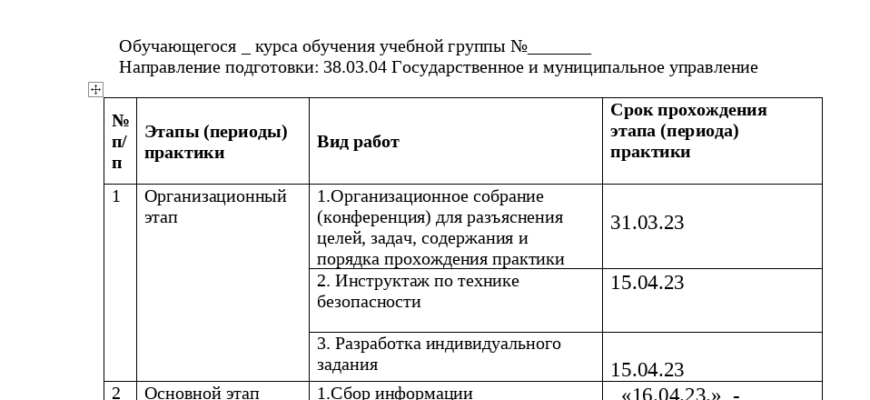 Обучающегося _ курса обучения учебной группы №_______
Направление подготовки: 38.03.04 Государственное и муниципальное управление
№
п/
п
Этапы (периоды)
практики
Вид работ
Срок прохождения
этапа (периода)
практики
1
Организационный
этап
1.Организационное собрание
(конференция) для разъяснения
целей, задач, содержания и
порядка прохождения практики
31.03.23
2. Инструктаж по технике
безопасности
15.04.23
3. Разработка индивидуального
задания
15.04.23
2
Основной этап
1.Сбор информации
«16.04.23.» -